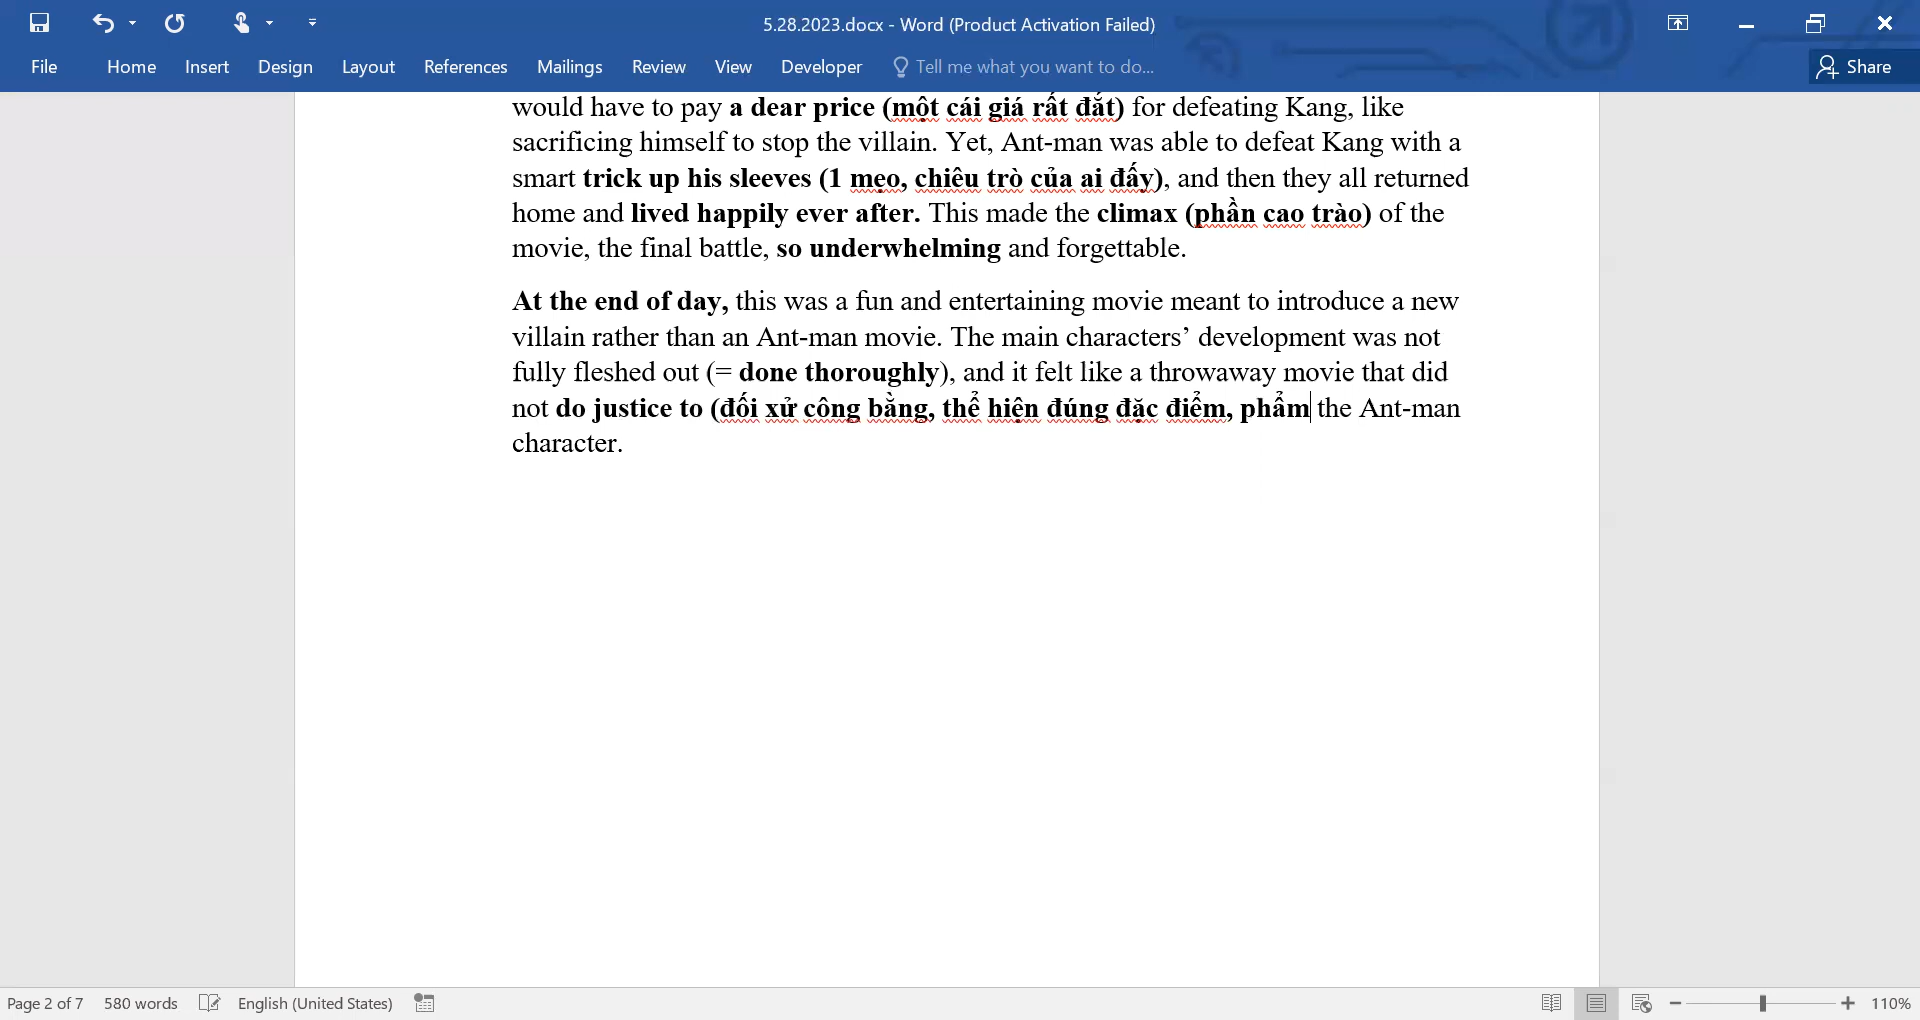 5.28.2023.docx - Word (Product Activation Failed)
File Home Insert Design Layout References Mailings Review View Developer Tell me what you want to do... Share
would have to pay a dear price (một cái giá rất đắt) for defeating Kang, like
sacrificing himself to stop the villain. Yet, Ant-man was able to defeat Kang with a
smart trick up his sleeves (1 mẹo, chiêu trò của ai đấy), and then they all returned
home and lived happily ever after. This made the climax (phần cao trào) of the
movie, the final battle, so underwhelming and forgettable.
At the end of day, this was a fun and entertaining movie meant to introduce a new
villain rather than an Ant-man movie. The main characters’ development was not
fully fleshed out (= done thoroughly), and it felt like a throwaway movie that did
not do justice to (đối xử công bằng, thể hiện đúng đặc điểm, phẩm the Ant-man
character.
Page 2 of 7 580 words English (United States) 110%